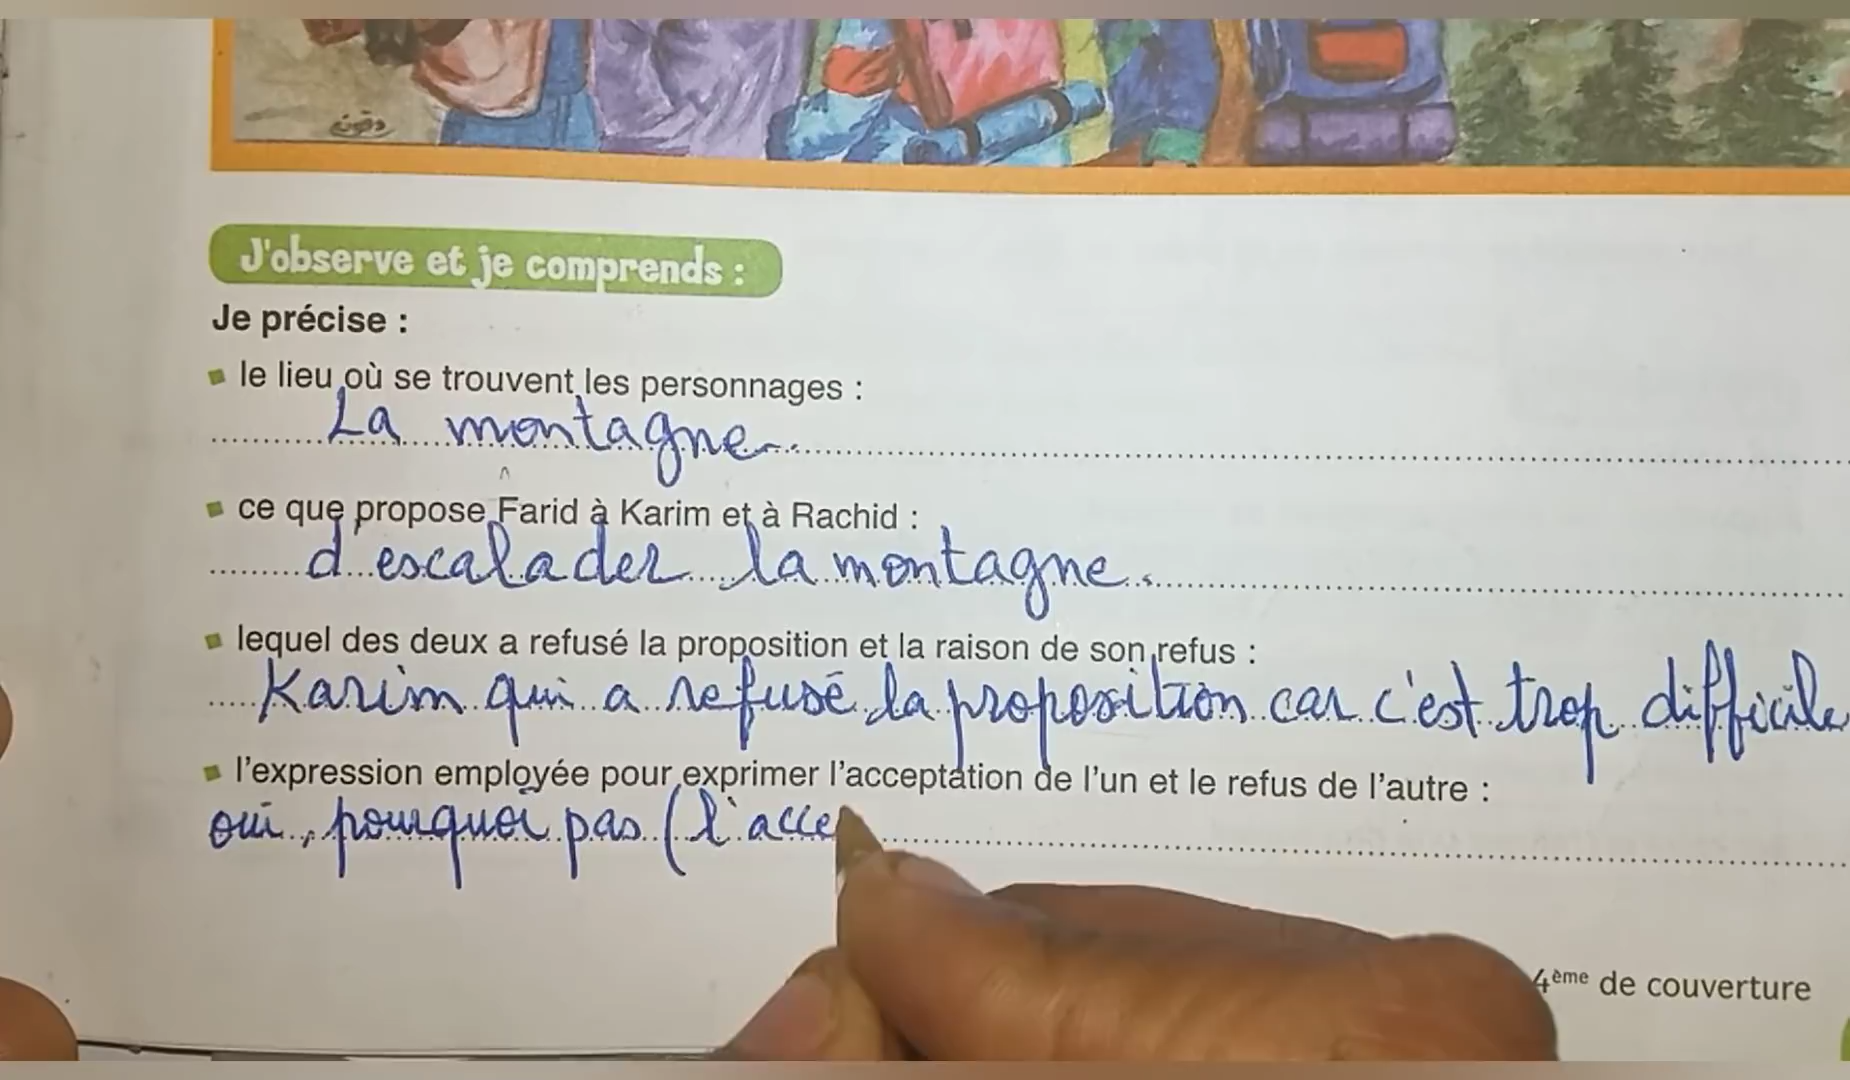 J'observe et je comprends :
Je précise :
le lieu où se trouvent les personnages :
La montagne.
ce que propose Farid à Karim et à Rachid :
d'escalader la montagne.
lequel des deux a refusé la proposition et la raison de son refus :
Karim qui a refusé la proposition car c'est trop difficile
l'expression employée pour exprimer l'acceptation de l'un et le refus de l'autre :
oui, pourquoi pas (l'acce
4ème de couverture